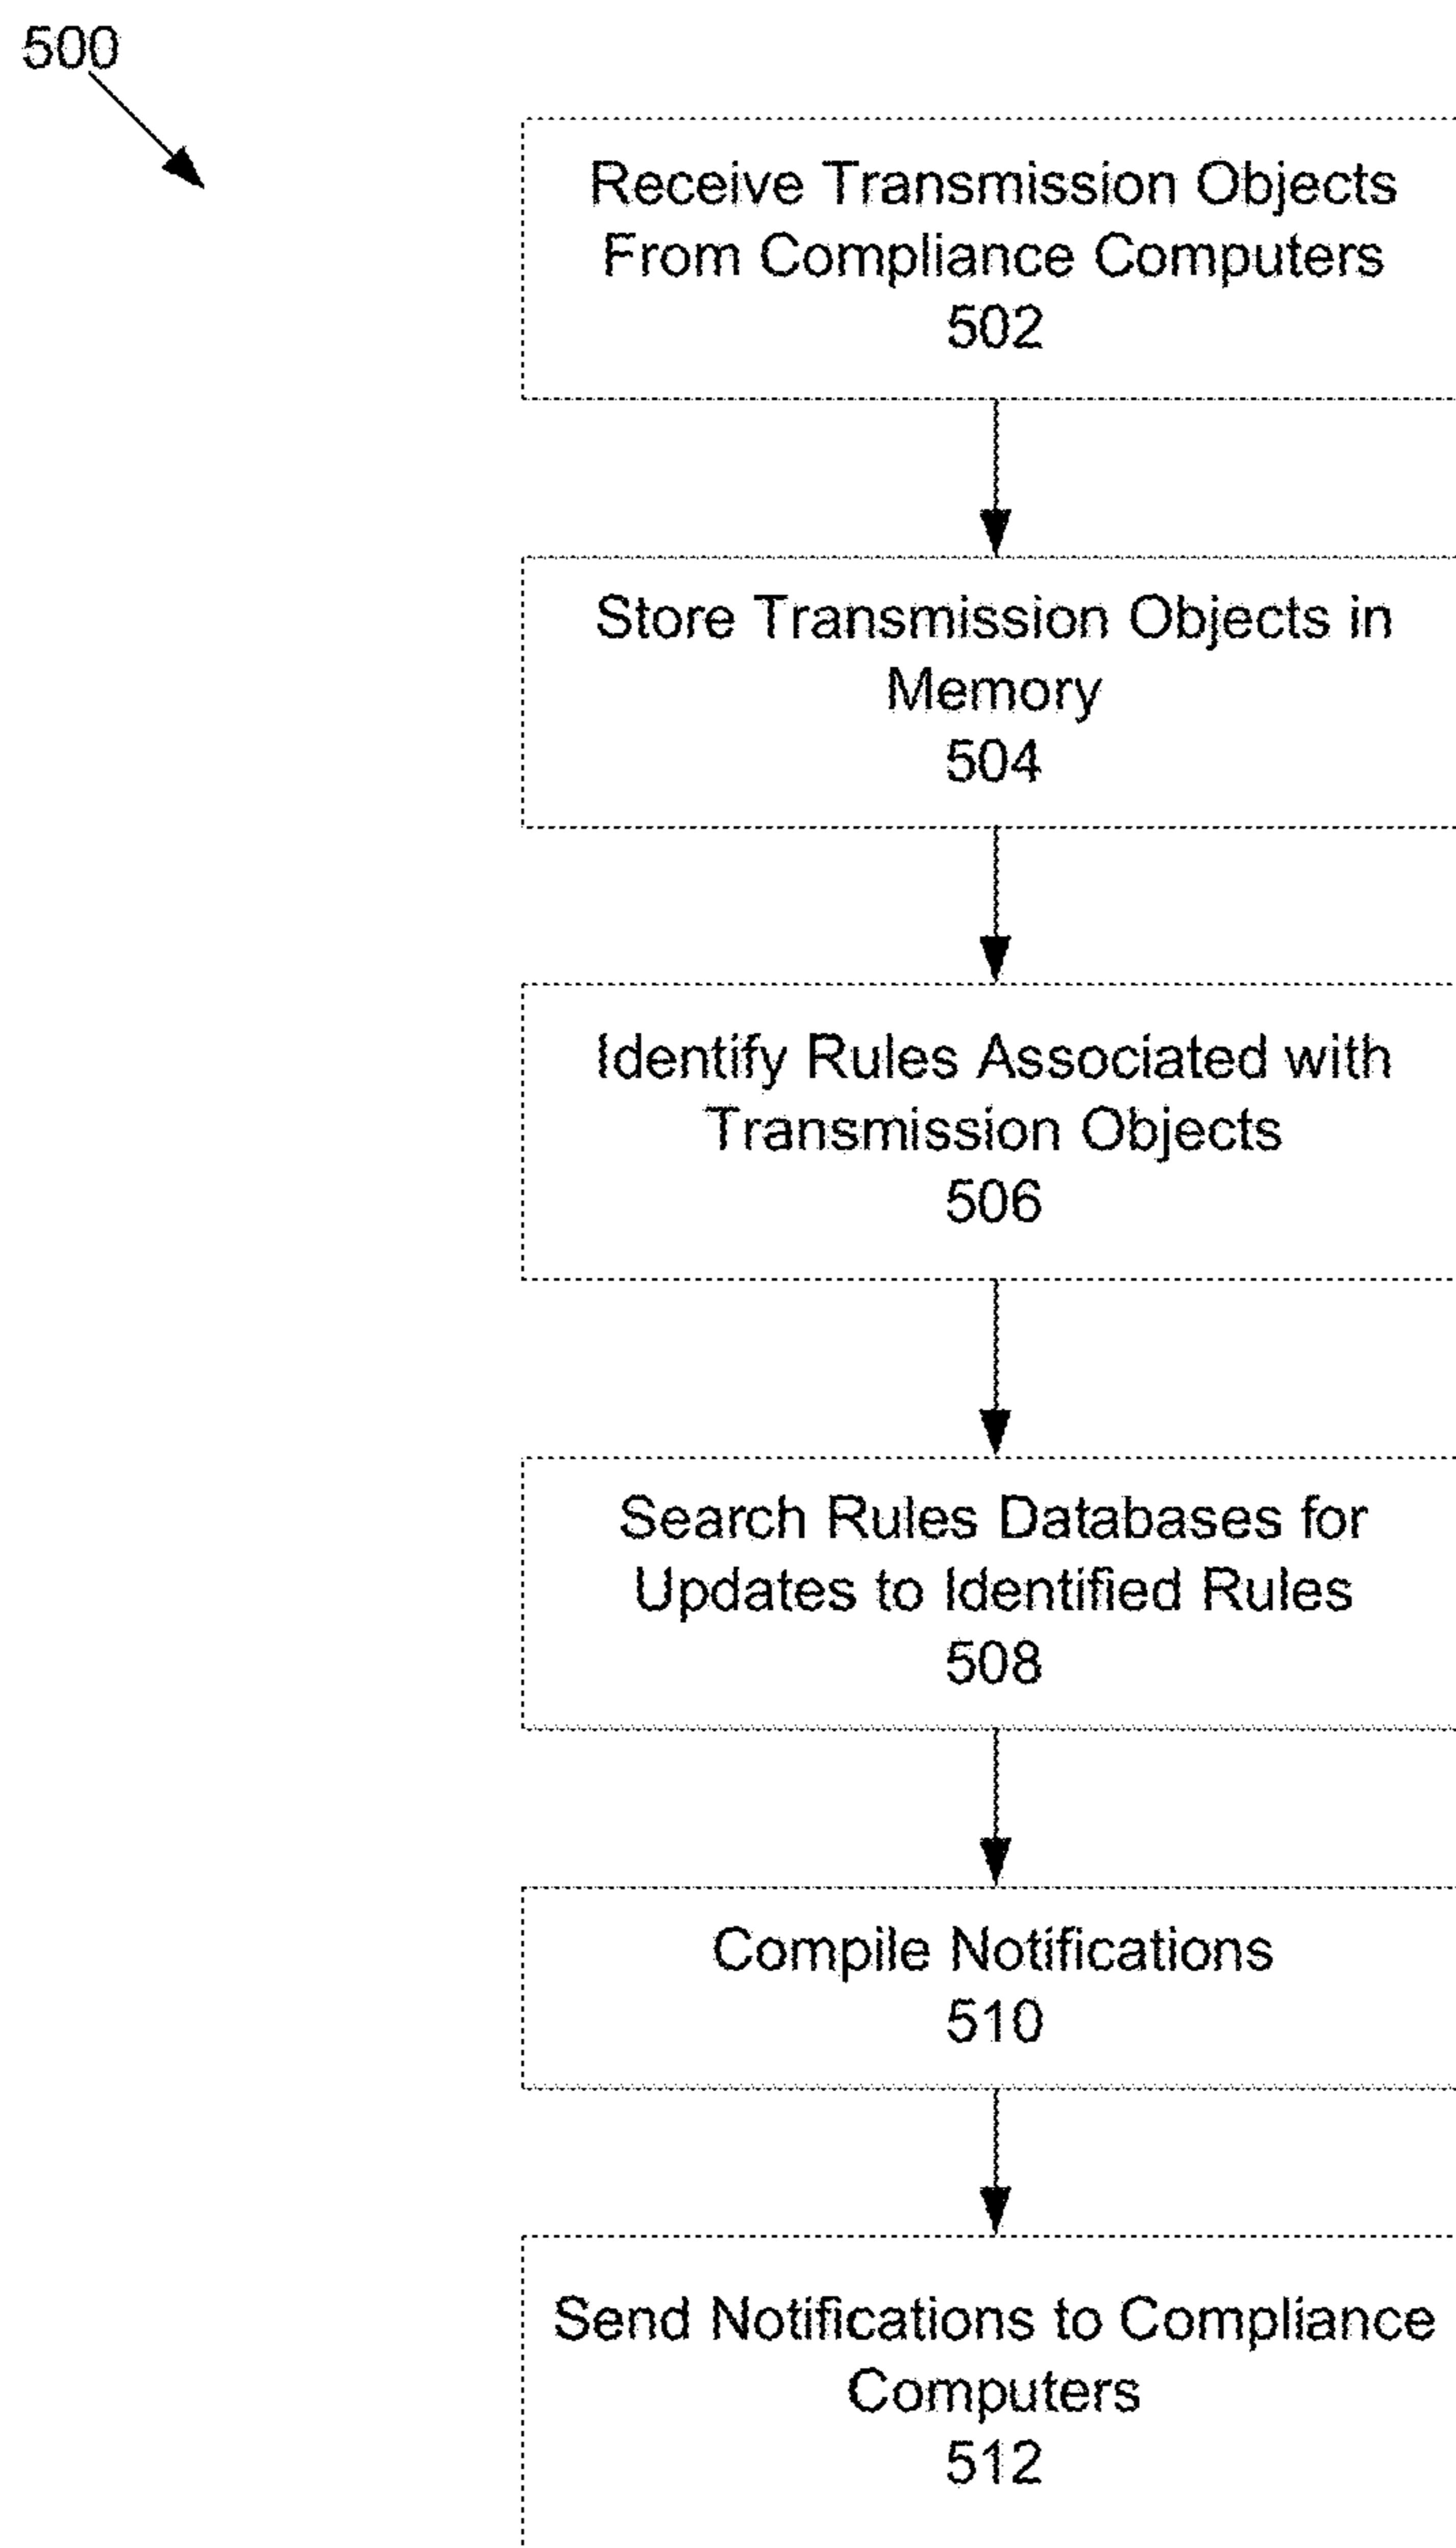 500
Receive Transmission Objects
From Compliance Computers
502
Store Transmission Objects in
Memory
504
Identify Rules Associated with
Transmission Objects
506
Search Rules Databases for
Updates to Identified Rules
508
Compile Notifications
510
Send Notifications to Compliance
Computers
512